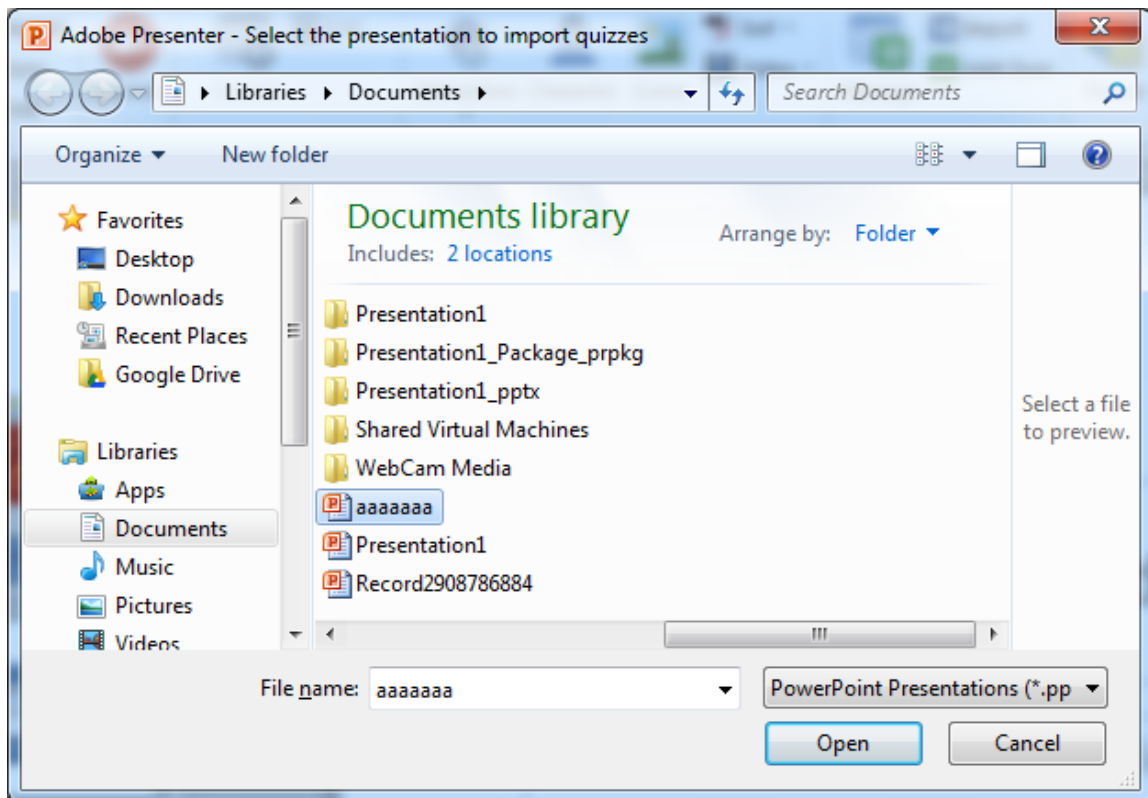 Adobe Presenter - Select the presentation to import quizzes
x
Libraries Documents
Search Documents
Organize New folder
Favorites
Desktop
Downloads
Recent Places
Google Drive
Libraries
Apps
Documents
Music
Pictures
Videos
Documents library
Includes: 2 locations
Arrange by: Folder
Presentation1
Presentation1_Package_prpkg
Presentation1_pptx
Shared Virtual Machines
WebCam Media
aaaaaaa
Presentation1
Record2908786884
Select a file
to preview.
File name: aaaaaaa
PowerPoint Presentations (*.pp
Open Cancel